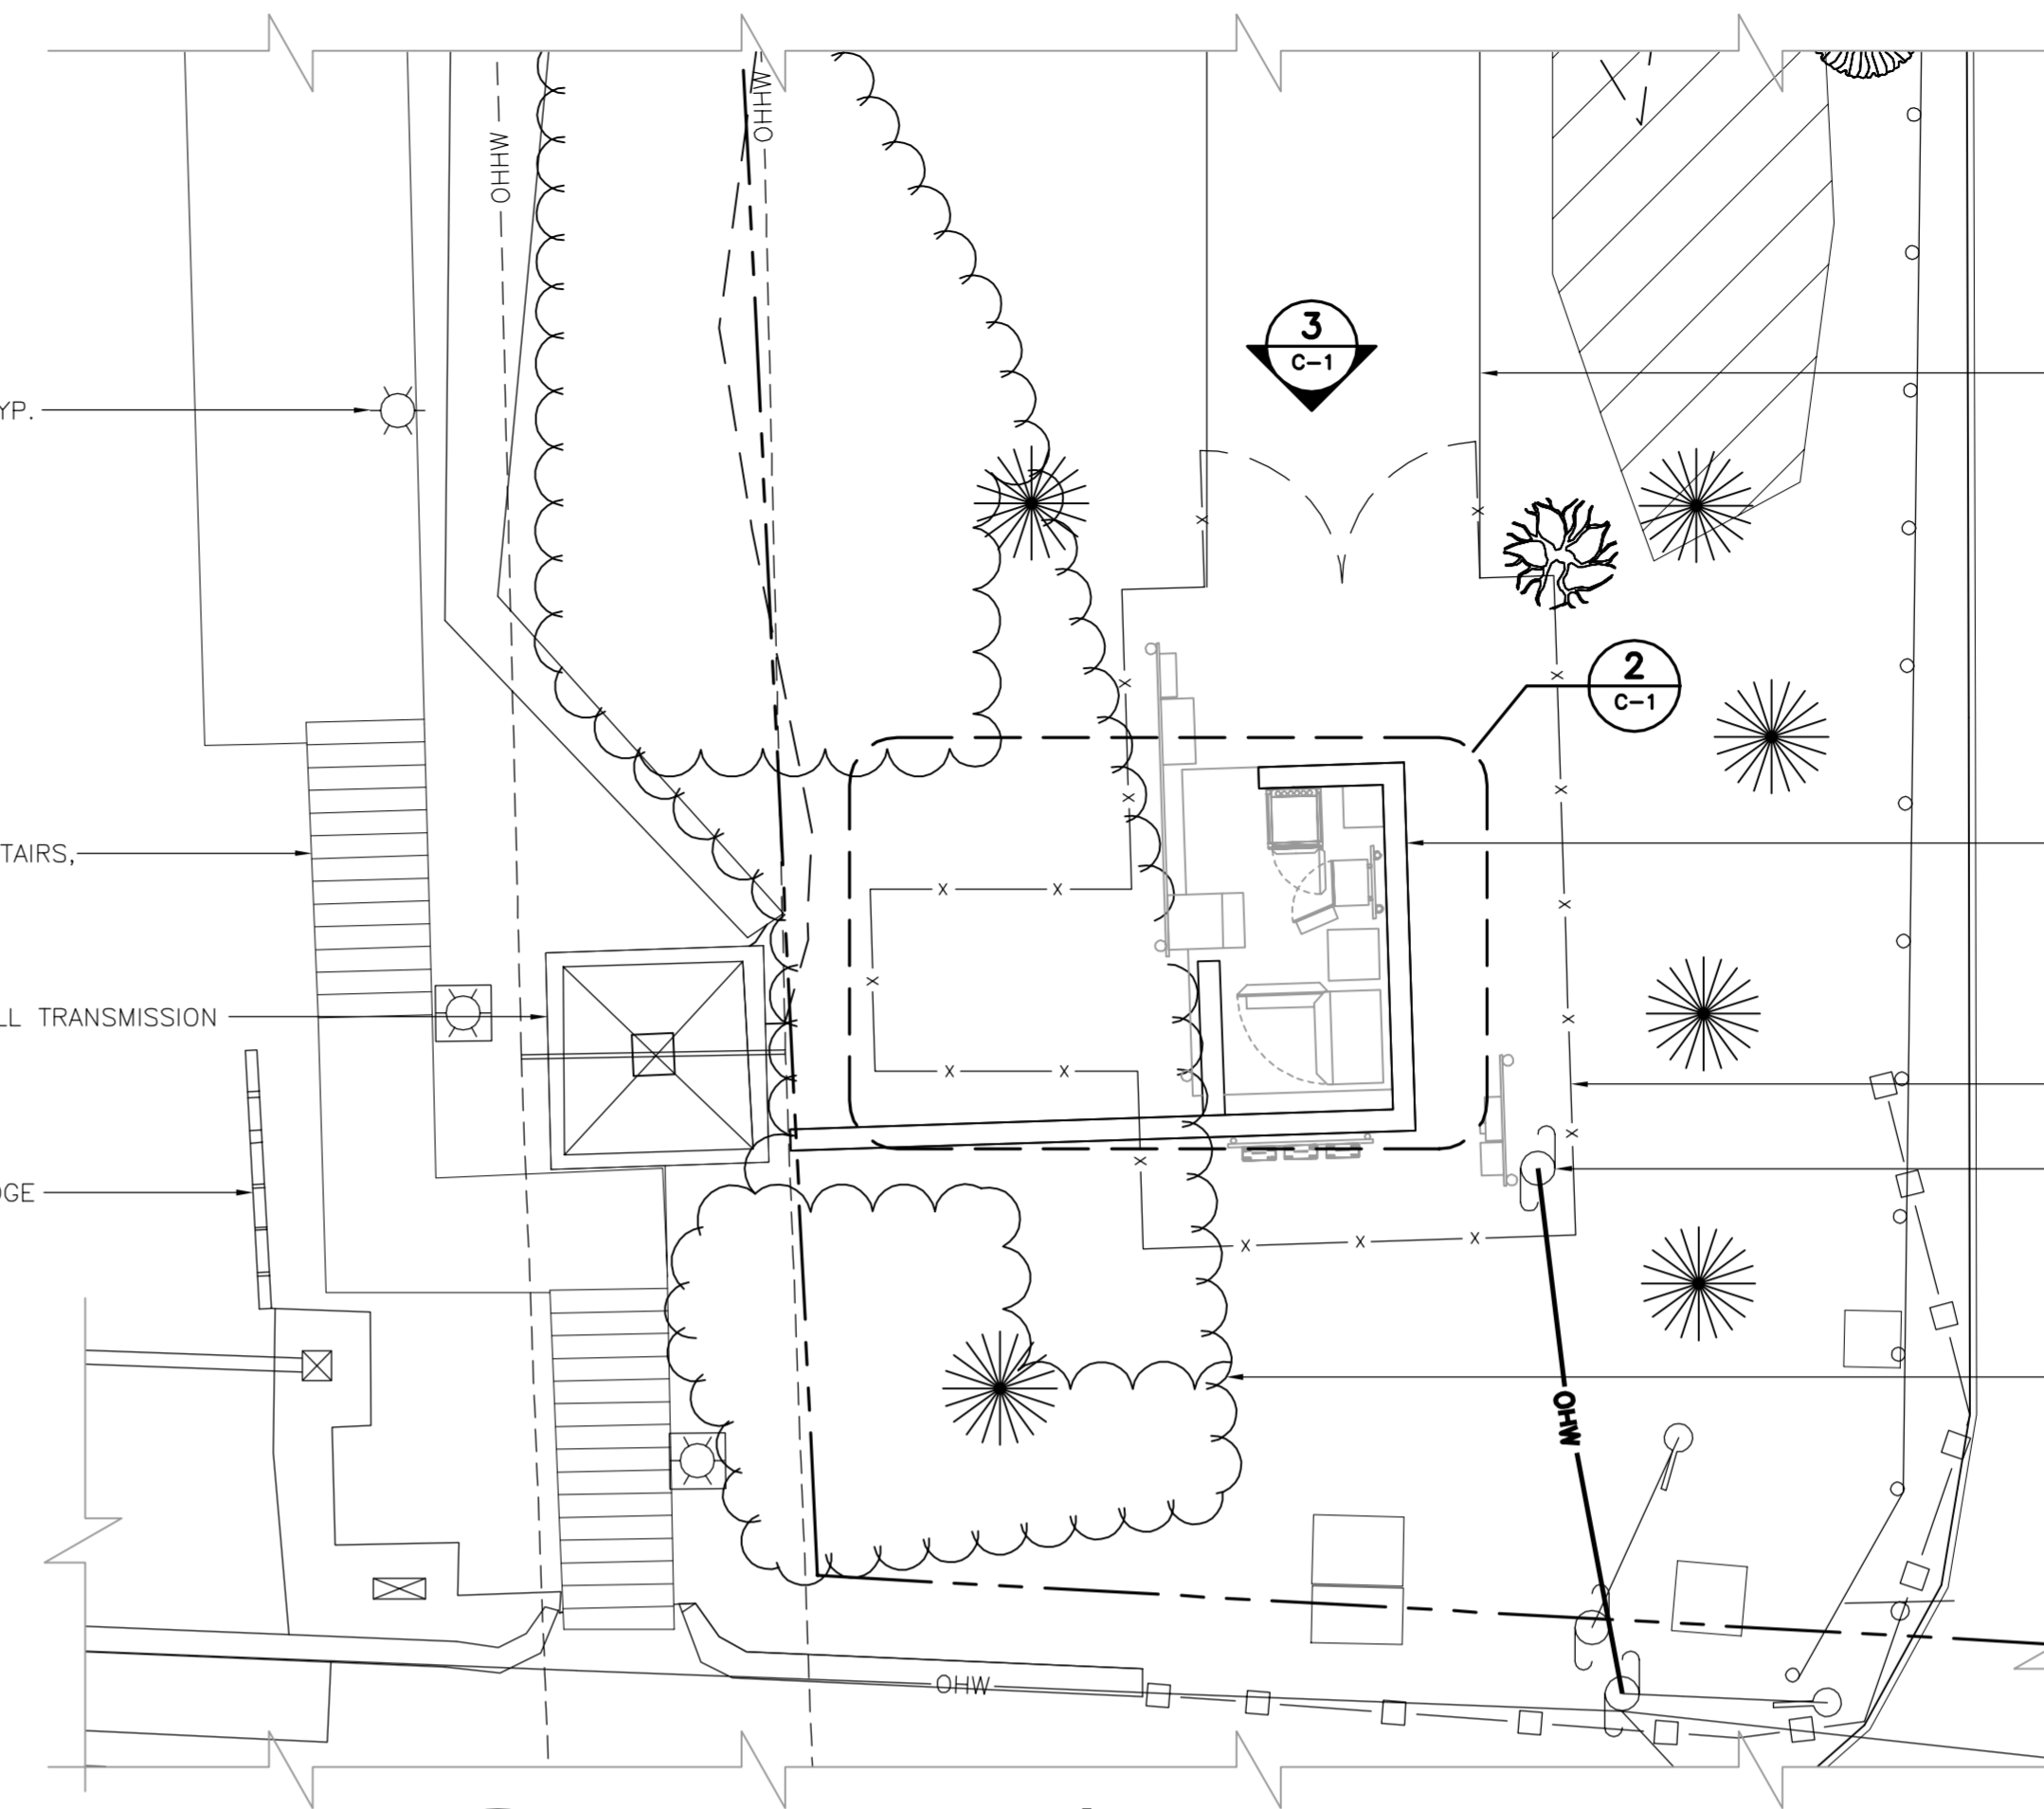 OHHW
OHHW
3
C-1
YP.
2
C-1
TAIRS,
LL TRANSMISSION
DGE
OHW
OHW